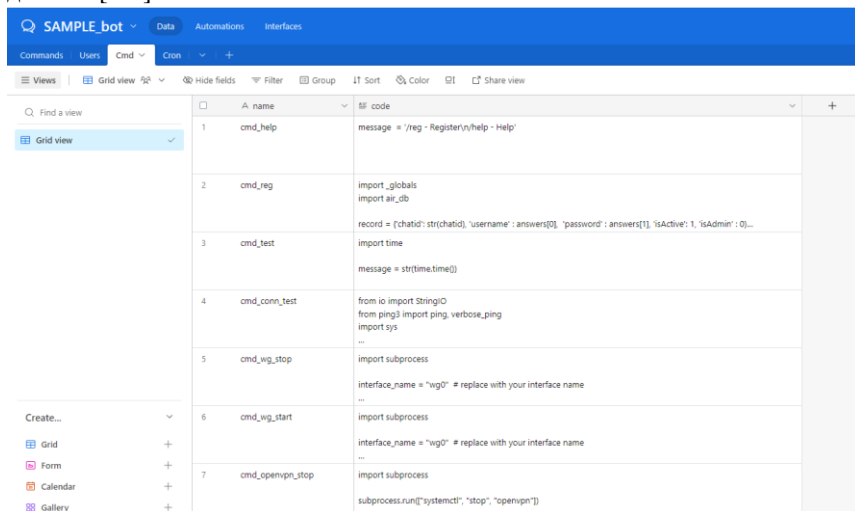 SAMPLE_bot Data Automations Interfaces
Commands Users Cmd Cron
Views Grid view Hide fields Filter Group Sort Color Share view
Find a view
Grid view
name code
1 cmd_help message = '/reg - Register\n/help - Help'
2 cmd_reg import _globals
import air_db
record = {'chatid': str(chatid), 'username' : answers[0], 'password' : answers[1], 'isActive': 1, 'isAdmin' : 0}...
3 cmd_test import time
message = str(time.time())
4 cmd_conn_test from io import StringIO
from ping3 import ping, verbose_ping
import sys
...
5 cmd_wg_stop import subprocess
interface_name = "wg0" # replace with your interface name
...
6 cmd_wg_start import subprocess
interface_name = "wg0" # replace with your interface name
...
7 cmd_openvpn_stop import subprocess
subprocess.run(["systemctl", "stop", "openvpn"])
Create...
Grid
Form
Calendar
Gallery